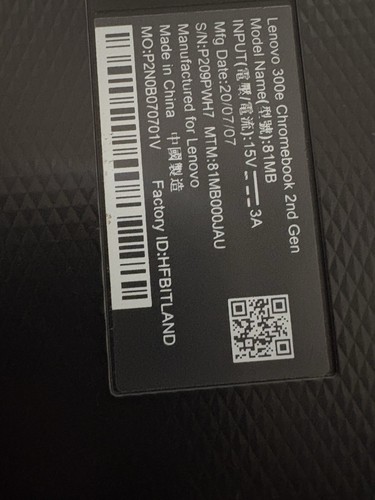 Lenovo 300e Chromebook 2nd Gen
Model Name(型號):81MB
INPUT(電壓/電流):15V⎓3A
Mfg Date:20/07/07
S/N:P209PWH7 MTM:81MB000JAU
Manufactured for Lenovo
Made in China 中國製造
Factory ID:HFBITLAND
MO:P2N0B070701V